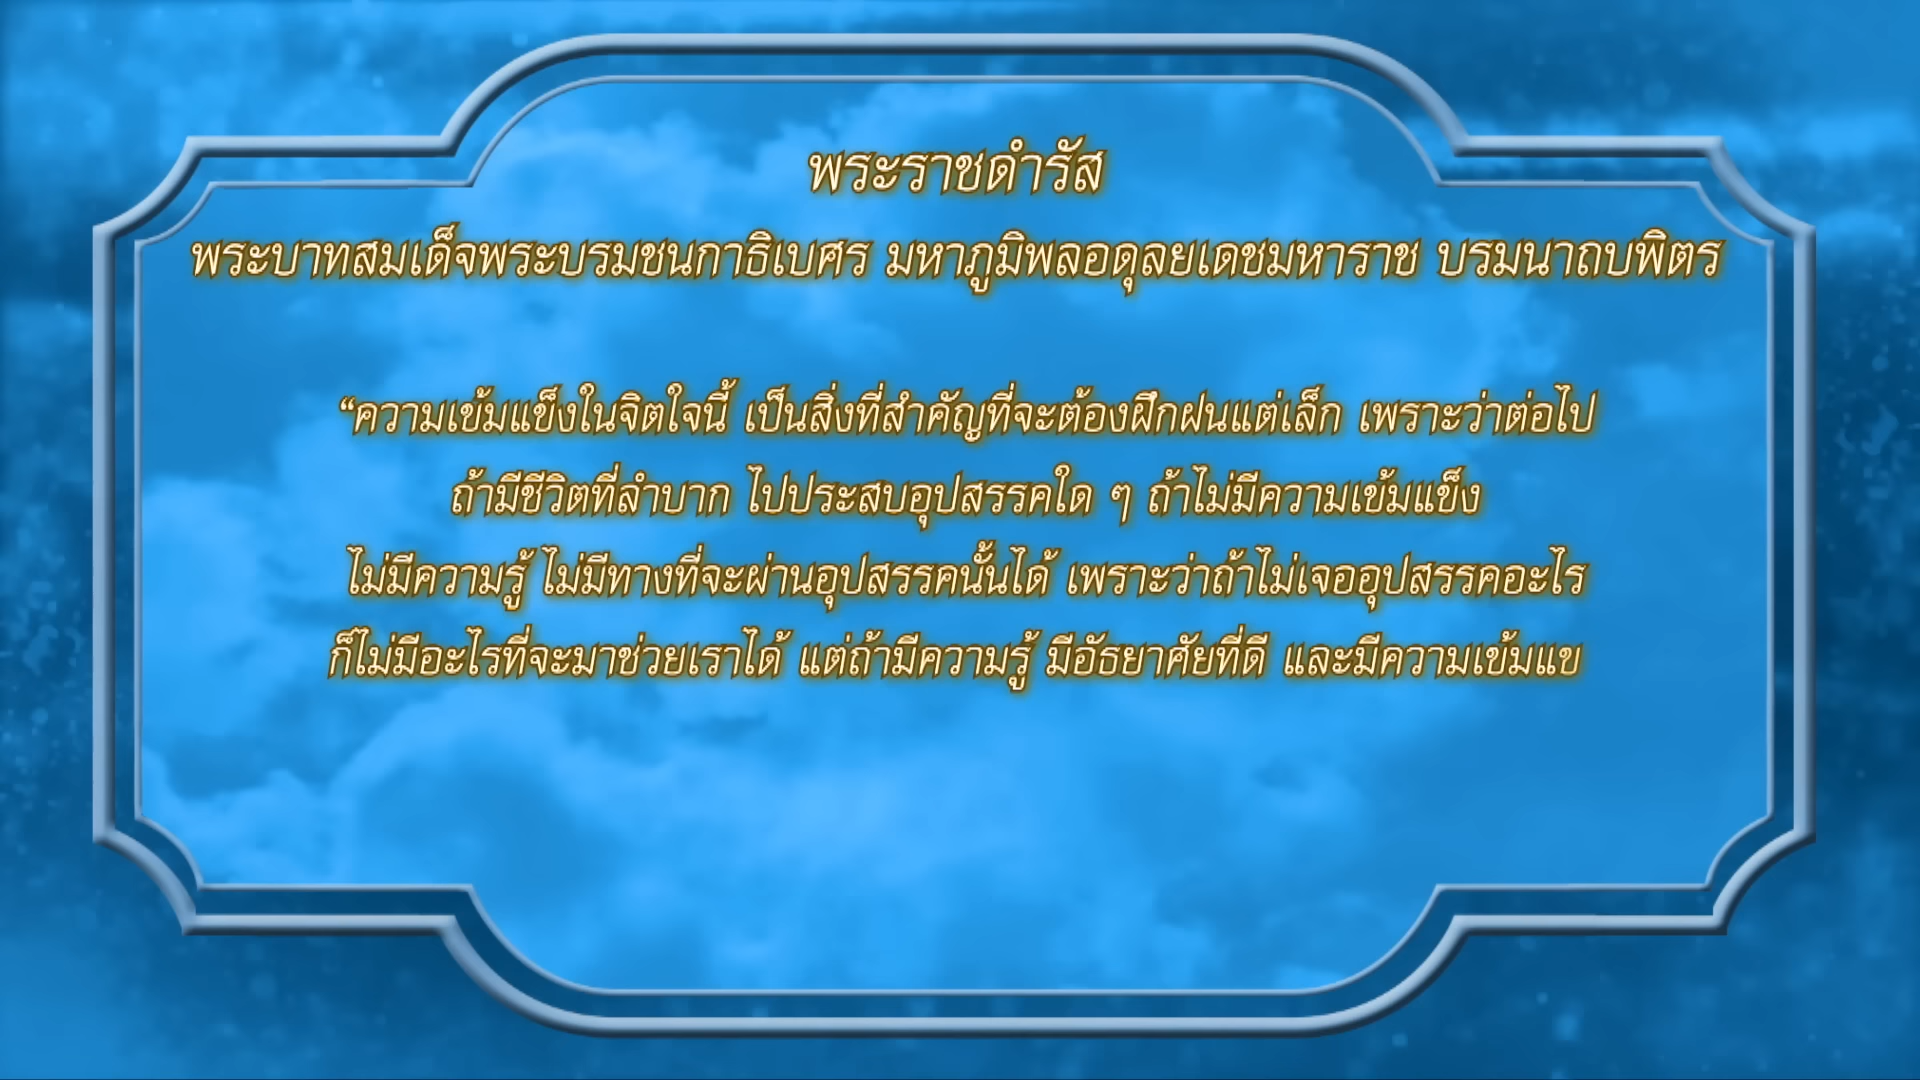 พระราชดำรัส
พระบาทสมเด็จพระบรมชนกาธิเบศร มหาภูมิพลอดุลยเดชมหาราช บรมนาถบพิตร
“ความเข้มแข็งในจิตใจนี้ เป็นสิ่งที่สำคัญที่จะต้องฝึกฝนแต่เล็ก เพราะว่าต่อไป
ถ้ามีชีวิตที่ลำบาก ไปประสบอุปสรรคใด ๆ ถ้าไม่มีความเข้มแข็ง
ไม่มีความรู้ ไม่มีทางที่จะผ่านอุปสรรคนั้นได้ เพราะว่าถ้าไม่เจออุปสรรคอะไร
ก็ไม่มีอะไรที่จะมาช่วยเราได้ แต่ถ้ามีความรู้ มีอัธยาศัยที่ดี และมีความเข้มแข